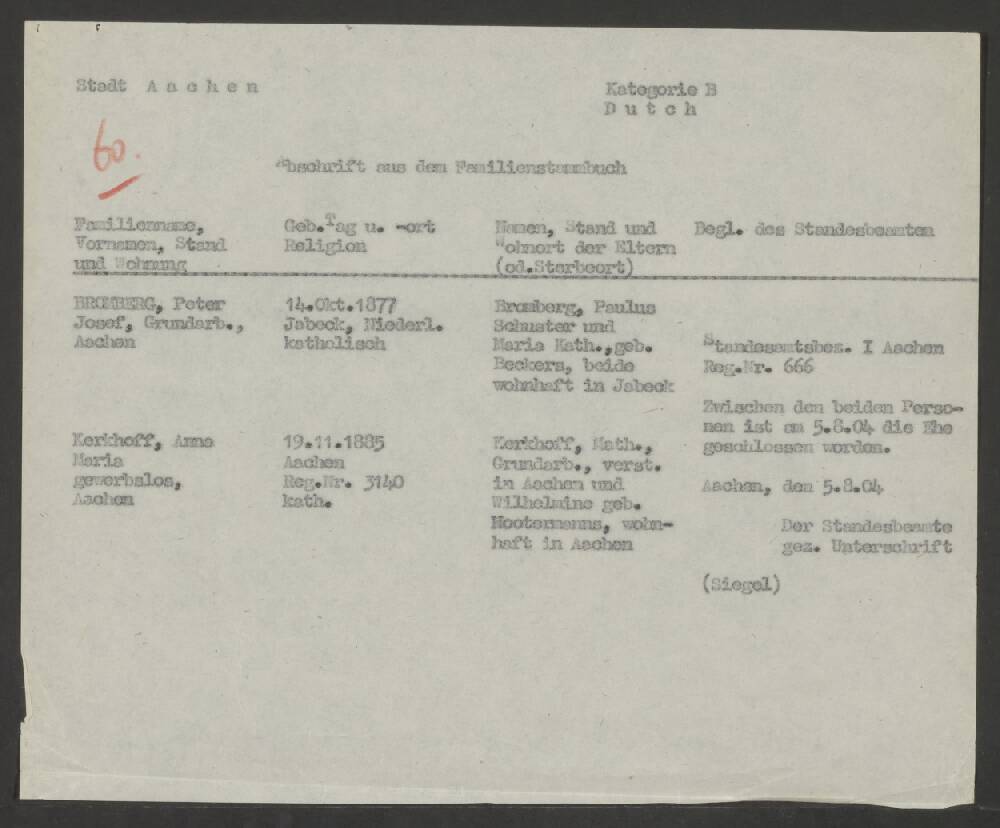 Stadt A a c h e n
Kategorie B
D u t c h
60.
Abschrift aus dem Familienstammbuch
Familienname,
Vornamen, Stand
und Wohnung
Geb.Tag u. -ort
Religion
Namen, Stand und
Wohnort der Eltern
(od.Sterbeort)
Begl. des Standesbeamten
BROMBERG, Peter
Josef, Grundarb.,
Aachen
14.Okt.1877
Jabeck, Niederl.
katholisch
Bromberg, Paulus
Schuster und
Maria Kath.,geb.
Beckers, beide
wohnhaft in Jabeck
Standesamtsbez. I Aachen
Reg.Nr. 666
Zwischen den beiden Perso-
nen ist am 5.8.04 die Ehe
geschlossen worden.
Aachen, den 5.8.04
Der Standesbeamte
gez. Unterschrift
(Siegel)
Kerkhoff, Anna
Maria
gewerbslos,
Aachen
19.11.1885
Aachen
Reg.Nr. 3140
kath.
Kerkhoff, Math.,
Grundarb., verst.
in Aachen und
Wilhelmine geb.
Hootermanns, wohn-
haft in Aachen